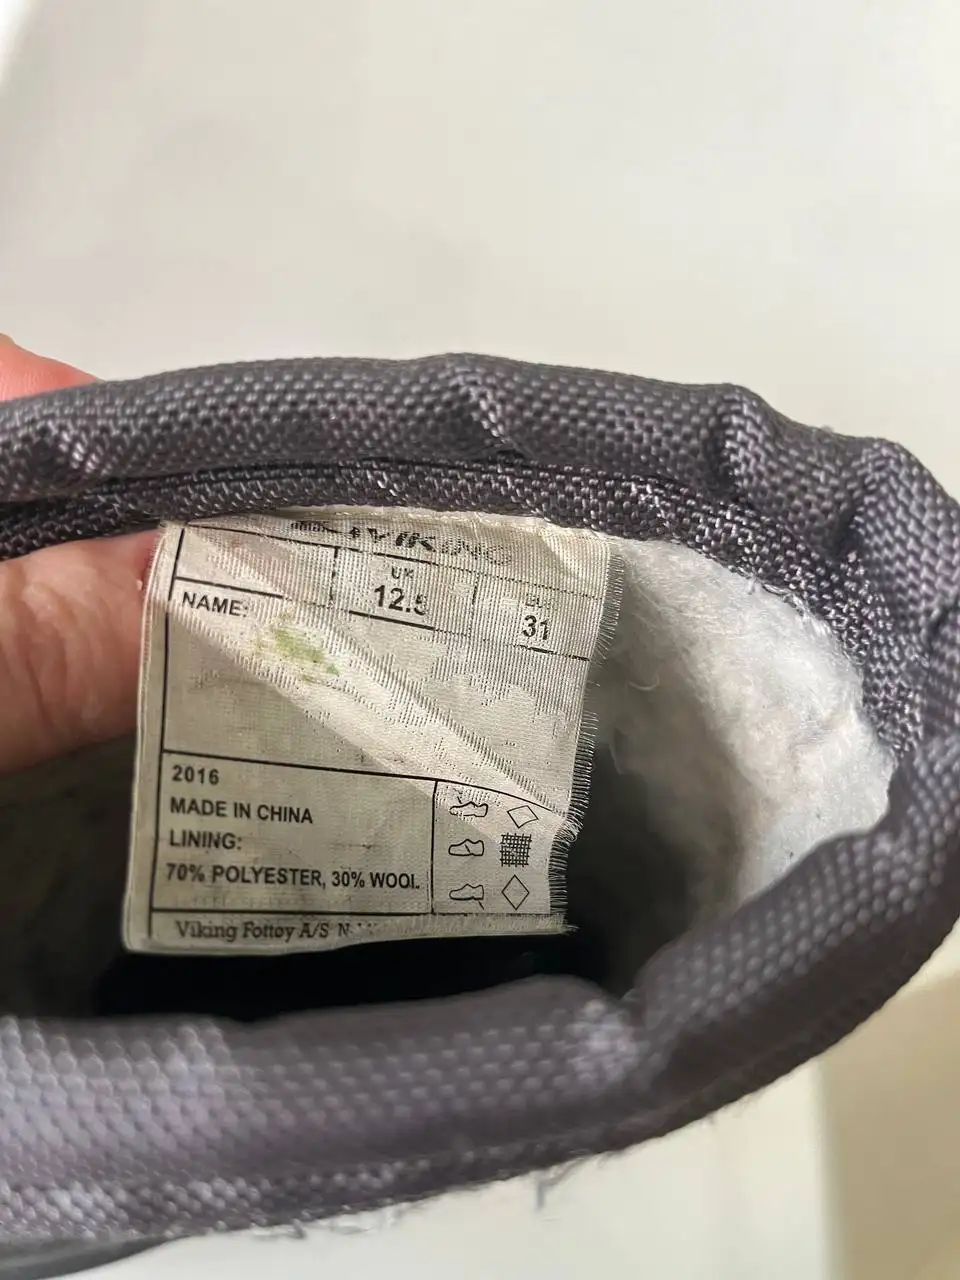 VIKING
UK
12.5
31
NAME:
2016
MADE IN CHINA
LINING:
70% POLYESTER, 30% WOOL.
Viking Fottøy A/S